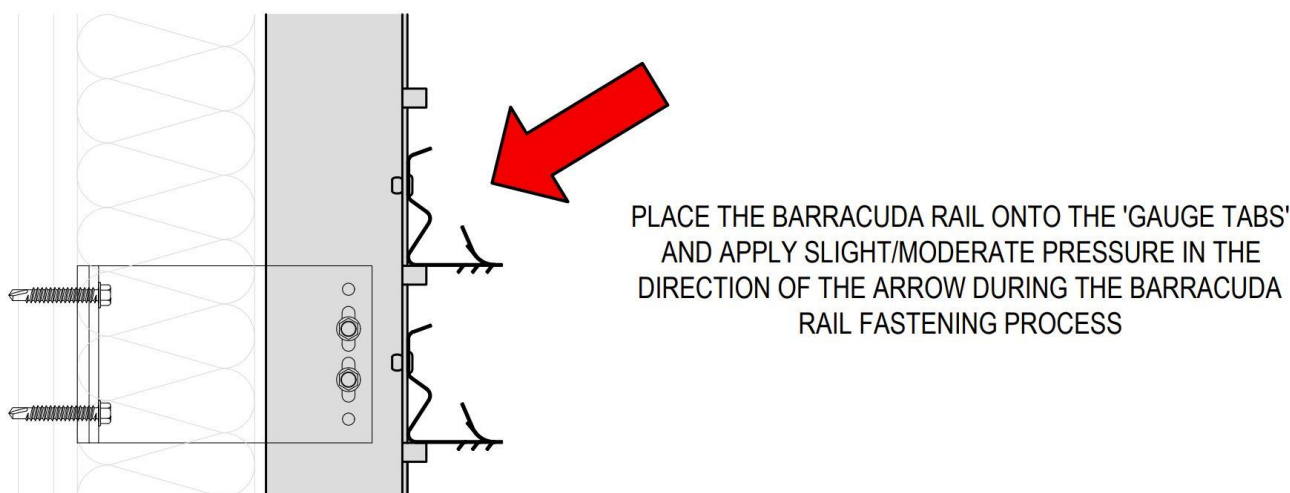 PLACE THE BARRACUDA RAIL ONTO THE 'GAUGE TABS'
AND APPLY SLIGHT/MODERATE PRESSURE IN THE
DIRECTION OF THE ARROW DURING THE BARRACUDA
RAIL FASTENING PROCESS